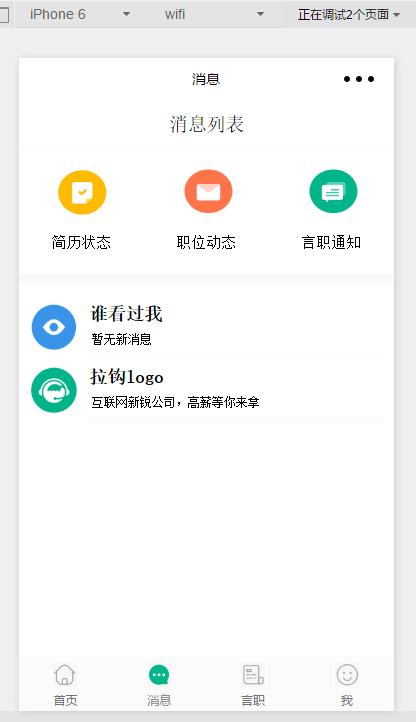 iPhone 6 wifi 正在调试2个页面
消息
消息列表
简历状态 职位动态 言职通知
谁看过我
暂无新消息
拉钩logo
互联网新锐公司，高薪等你来拿
首页 消息 言职 我